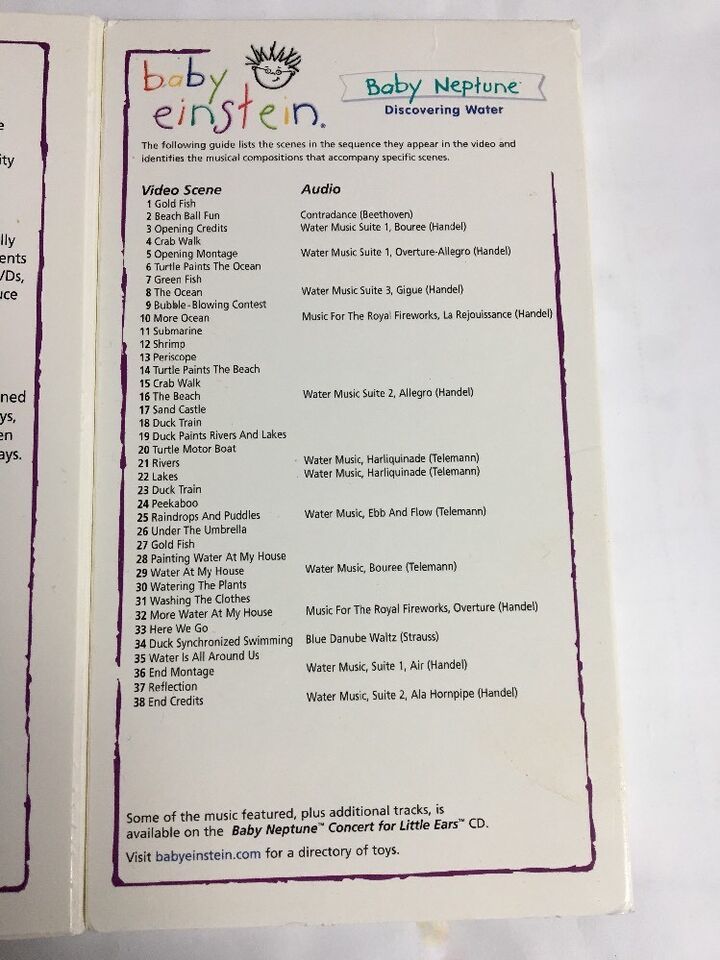 e
ity
lly
ents
VDs,
uce
ned
ys,
en
ays.
baby
einstein®
Baby Neptune™
Discovering Water
The following guide lists the scenes in the sequence they appear in the video and
identifies the musical compositions that accompany specific scenes.
Video Scene Audio
1 Gold Fish
2 Beach Ball Fun Contradance (Beethoven)
3 Opening Credits Water Music Suite 1, Bouree (Handel)
4 Crab Walk
5 Opening Montage Water Music Suite 1, Overture-Allegro (Handel)
6 Turtle Paints The Ocean
7 Green Fish
8 The Ocean Water Music Suite 3, Gigue (Handel)
9 Bubble-Blowing Contest
10 More Ocean Music For The Royal Fireworks, La Rejouissance (Handel)
11 Submarine
12 Shrimp
13 Periscope
14 Turtle Paints The Beach
15 Crab Walk
16 The Beach Water Music Suite 2, Allegro (Handel)
17 Sand Castle
18 Duck Train
19 Duck Paints Rivers And Lakes
20 Turtle Motor Boat
21 Rivers Water Music, Harliquinade (Telemann)
22 Lakes Water Music, Harliquinade (Telemann)
23 Duck Train
24 Peekaboo
25 Raindrops And Puddles Water Music, Ebb And Flow (Telemann)
26 Under The Umbrella
27 Gold Fish
28 Painting Water At My House
29 Water At My House Water Music, Bouree (Telemann)
30 Watering The Plants
31 Washing The Clothes
32 More Water At My House Music For The Royal Fireworks, Overture (Handel)
33 Here We Go
34 Duck Synchronized Swimming Blue Danube Waltz (Strauss)
35 Water Is All Around Us
36 End Montage Water Music, Suite 1, Air (Handel)
37 Reflection
38 End Credits Water Music, Suite 2, Ala Hornpipe (Handel)
Some of the music featured, plus additional tracks, is
available on the Baby Neptune™ Concert for Little Ears™ CD.
Visit babyeinstein.com for a directory of toys.